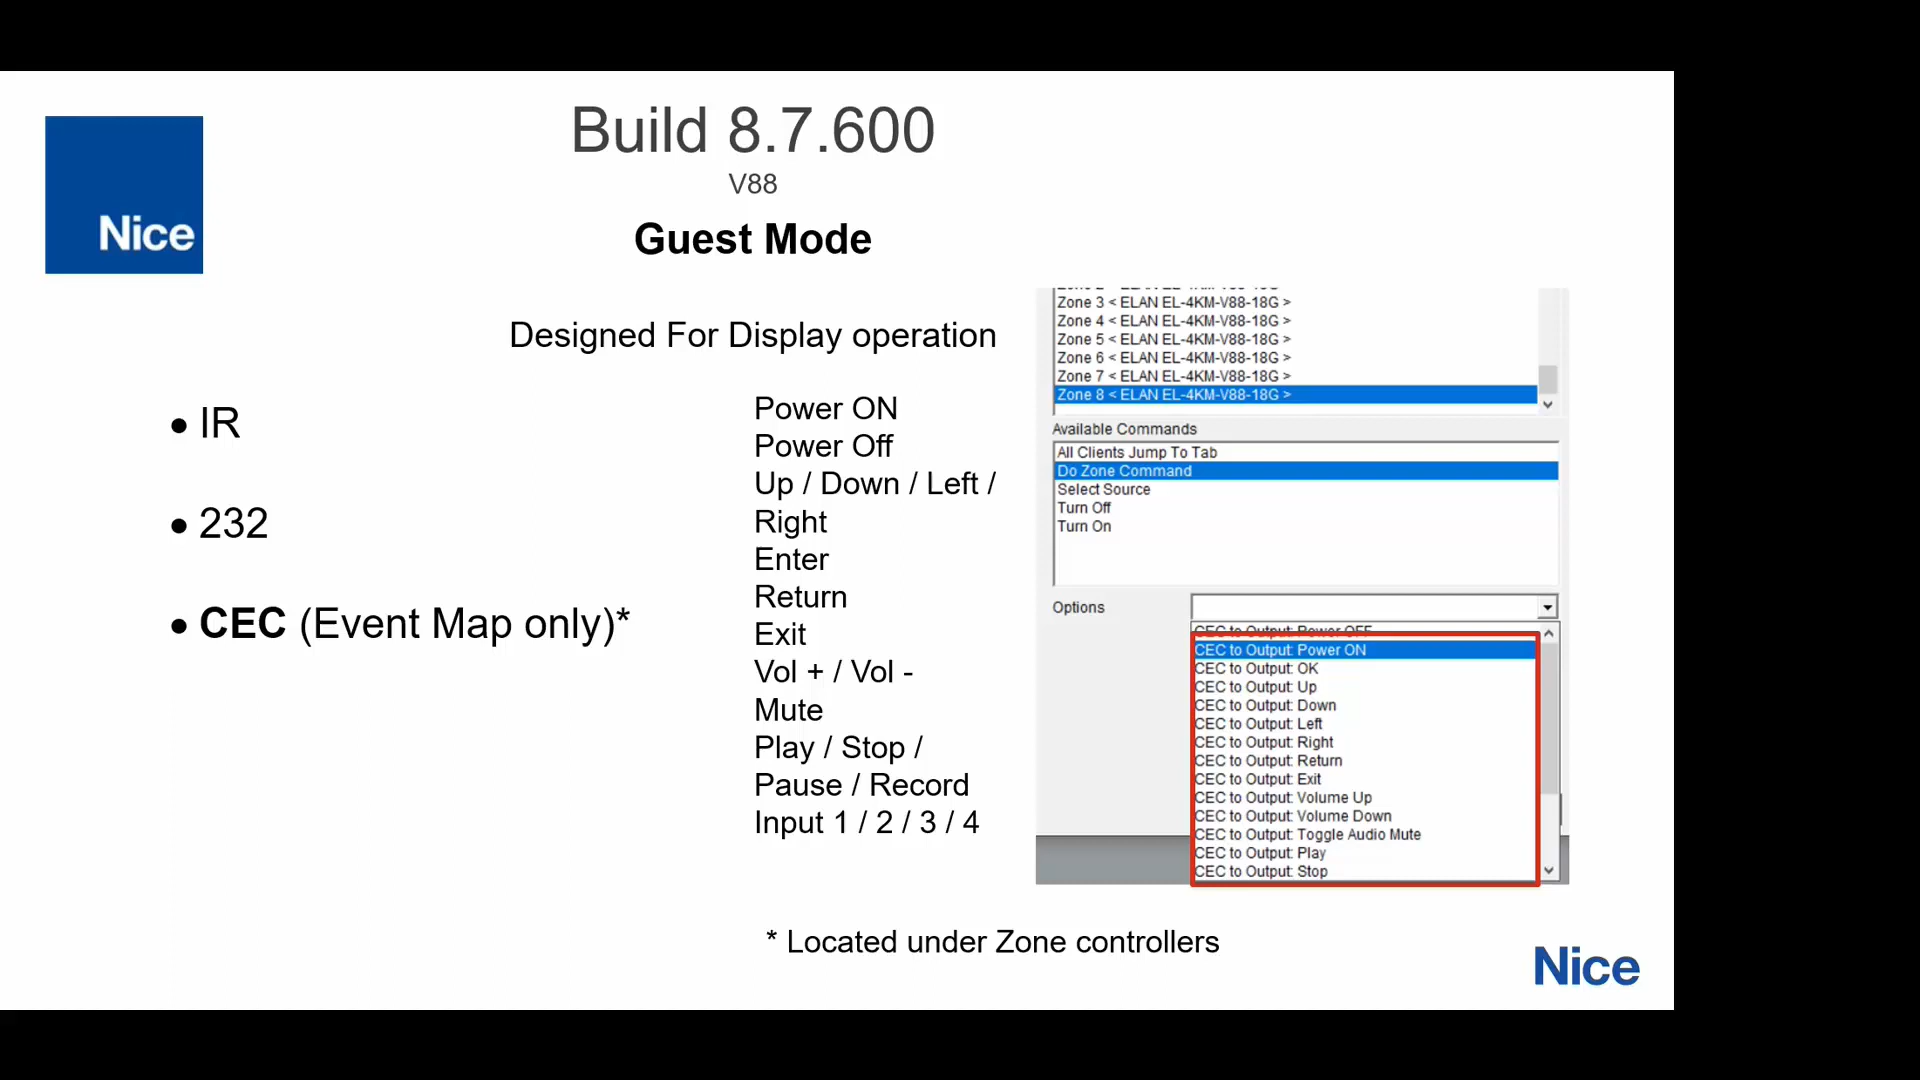 Nice
Build 8.7.600
V88
Guest Mode
Designed For Display operation
• IR
• 232
• CEC (Event Map only)*
Power ON
Power Off
Up / Down / Left /
Right
Enter
Return
Exit
Vol + / Vol -
Mute
Play / Stop /
Pause / Record
Input 1 / 2 / 3 / 4
Zone 3 < ELAN EL-4KM-V88-18G >
Zone 4 < ELAN EL-4KM-V88-18G >
Zone 5 < ELAN EL-4KM-V88-18G >
Zone 6 < ELAN EL-4KM-V88-18G >
Zone 7 < ELAN EL-4KM-V88-18G >
Zone 8 < ELAN EL-4KM-V88-18G >
Available Commands
All Clients Jump To Tab
Do Zone Command
Select Source
Turn Off
Turn On
Options
CEC to Output: Power OFF
CEC to Output: Power ON
CEC to Output: OK
CEC to Output: Up
CEC to Output: Down
CEC to Output: Left
CEC to Output: Right
CEC to Output: Return
CEC to Output: Exit
CEC to Output: Volume Up
CEC to Output: Volume Down
CEC to Output: Toggle Audio Mute
CEC to Output: Play
CEC to Output: Stop
* Located under Zone controllers
Nice